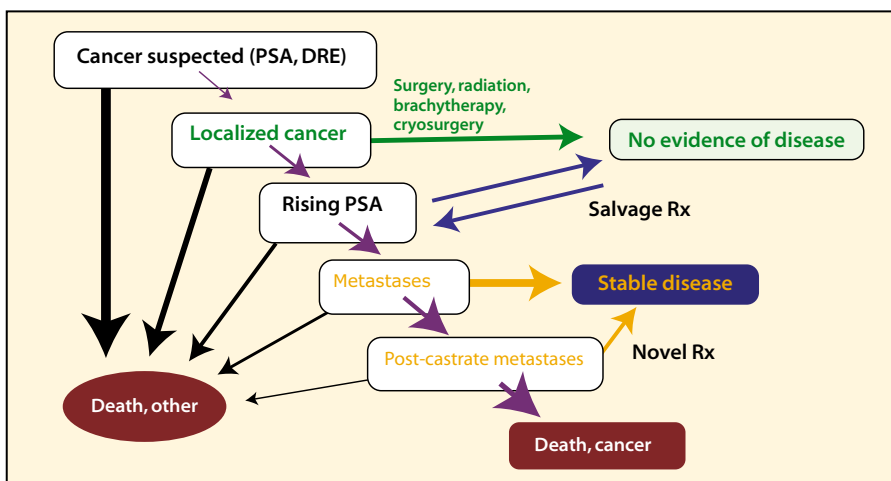 Cancer suspected (PSA, DRE)
Surgery, radiation,
brachytherapy,
cryosurgery
Localized cancer
No evidence of disease
Rising PSA
Salvage Rx
Metastases
Stable disease
Post-castrate metastases
Novel Rx
Death, other
Death, cancer